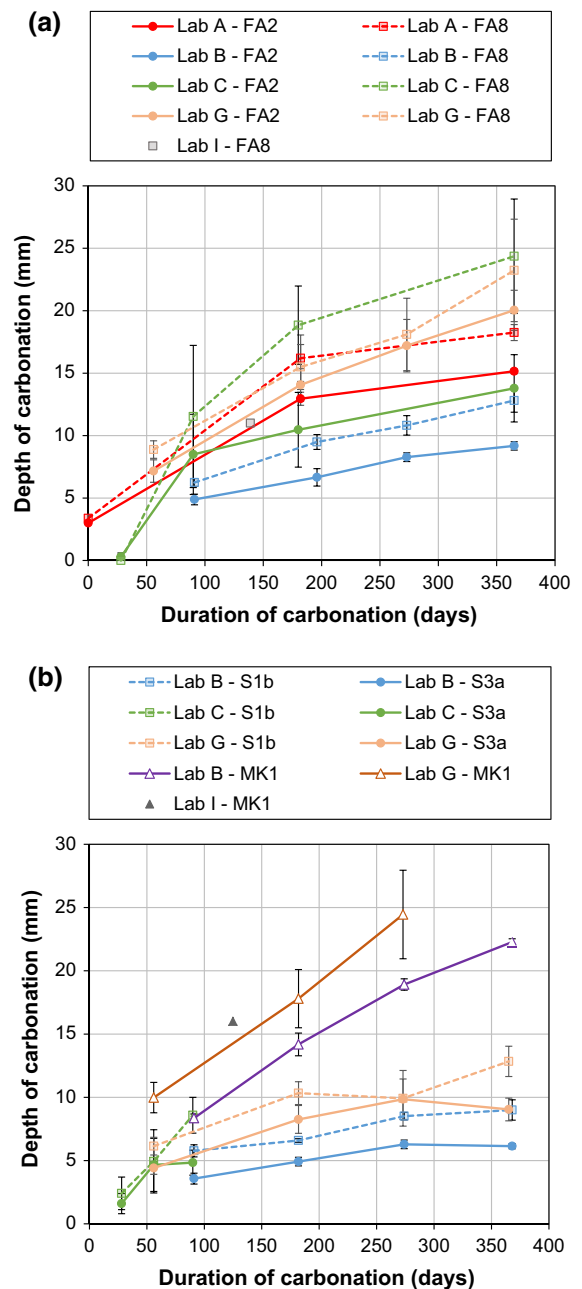 (a)
Lab A - FA2 Lab A - FA8
Lab B - FA2 Lab B - FA8
Lab C - FA2 Lab C - FA8
Lab G - FA2 Lab G - FA8
Lab I - FA8
30
25
20
15
10
5
0
Depth of carbonation (mm)
0 50 100 150 200 250 300 350 400
Duration of carbonation (days)
(b)
Lab B - S1b Lab B - S3a
Lab C - S1b Lab C - S3a
Lab G - S1b Lab G - S3a
Lab B - MK1 Lab G - MK1
Lab I - MK1
30
25
20
15
10
5
0
Depth of carbonation (mm)
0 50 100 150 200 250 300 350 400
Duration of carbonation (days)